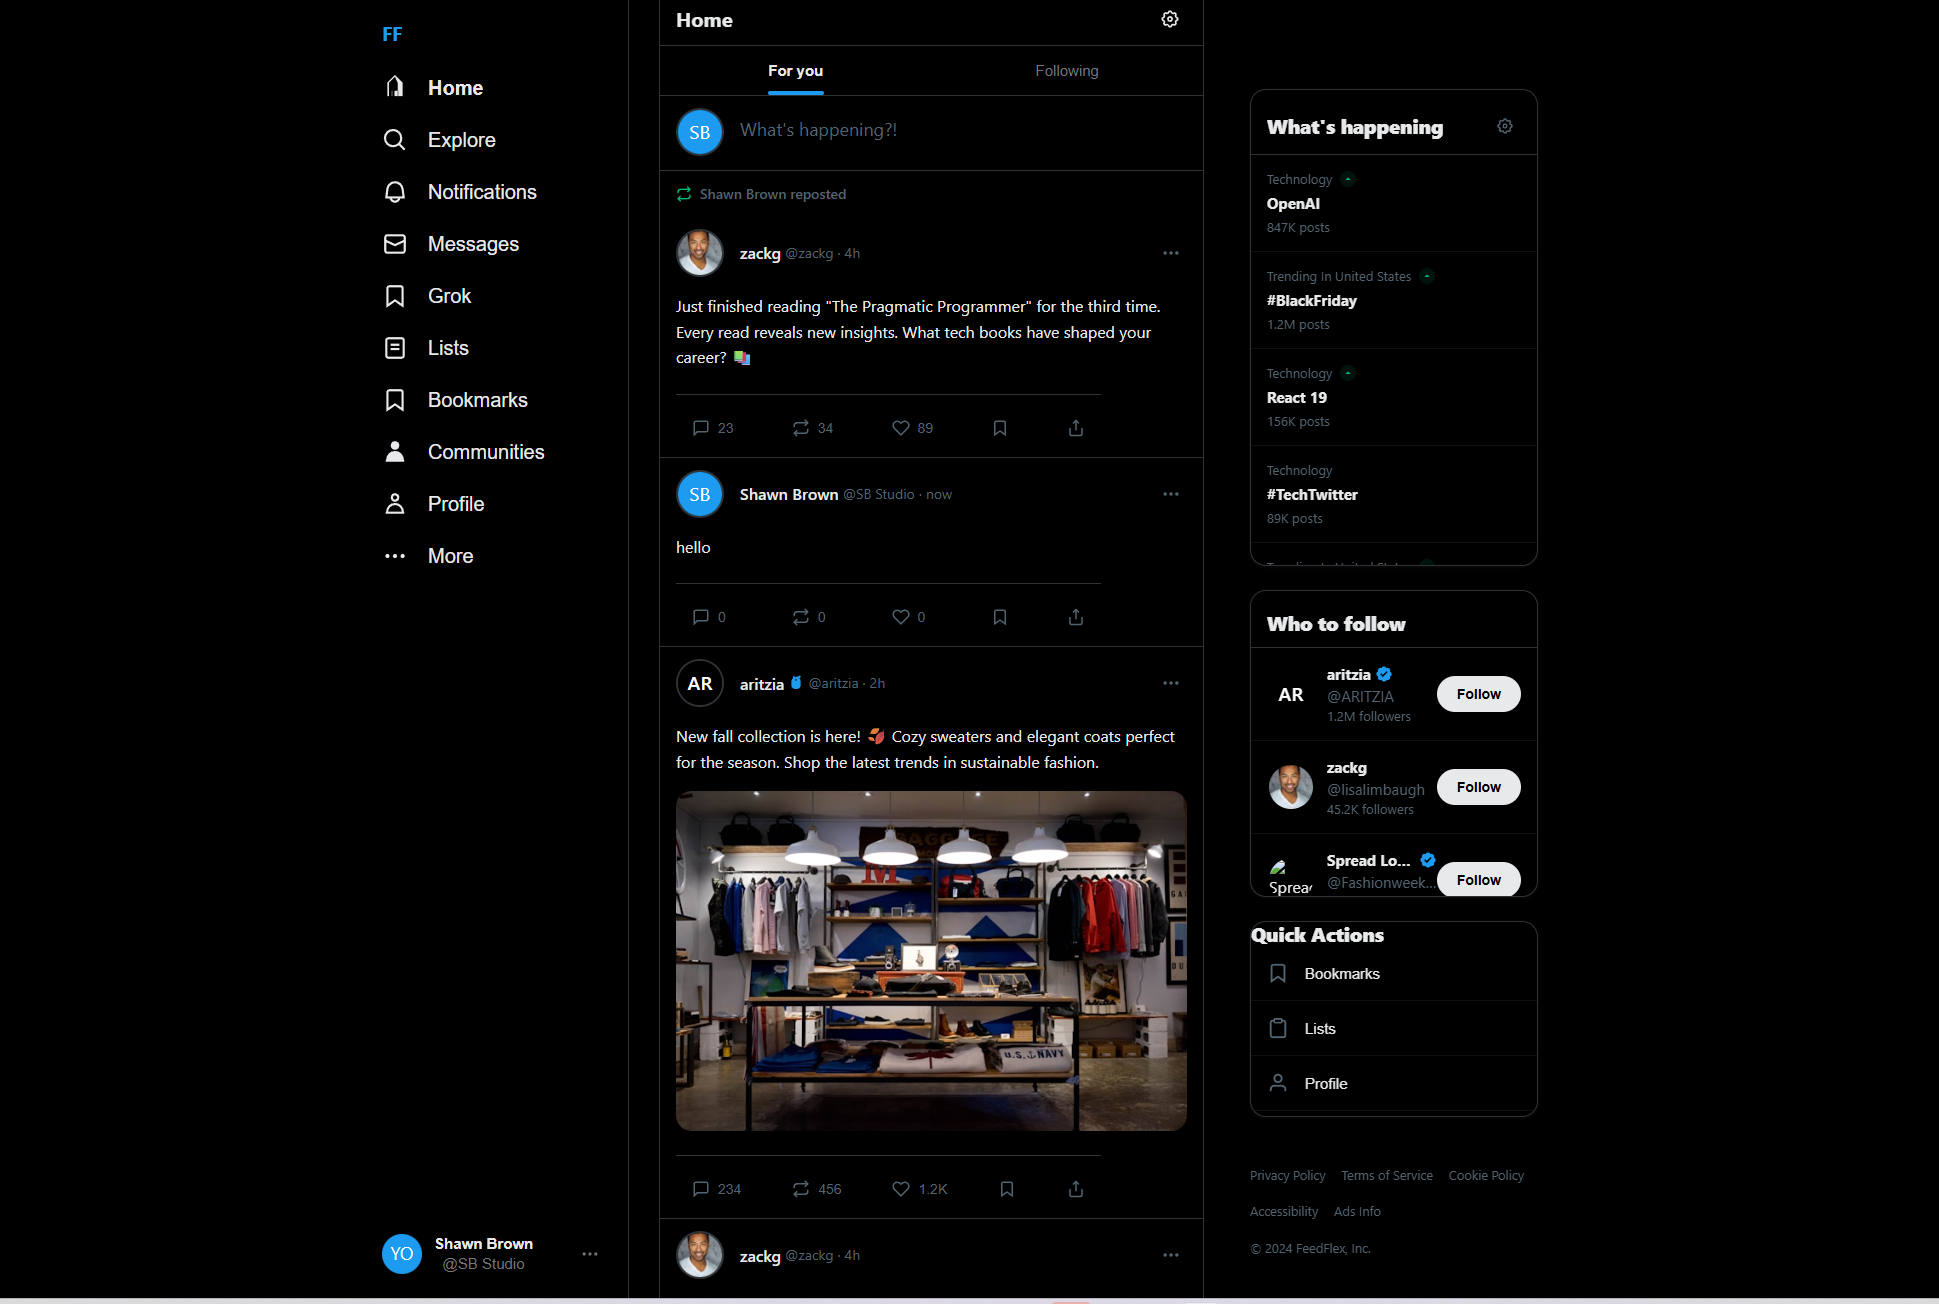 FF
Home
Explore
Notifications
Messages
Grok
Lists
Bookmarks
Communities
Profile
More
YO
Shawn Brown
@SB Studio
Home
For you
Following
SB
What's happening?!
Shawn Brown reposted
zackg @zackg · 4h
Just finished reading "The Pragmatic Programmer" for the third time.
Every read reveals new insights. What tech books have shaped your
career?
23 34 89
SB
Shawn Brown @SB Studio · now
hello
0 0 0
AR
aritzia @aritzia · 2h
New fall collection is here! 🍂 Cozy sweaters and elegant coats perfect
for the season. Shop the latest trends in sustainable fashion.
M
U.S. NAVY
234 456 1.2K
zackg @zackg · 4h
What's happening
Technology
OpenAI
847K posts
Trending In United States
#BlackFriday
1.2M posts
Technology
React 19
156K posts
Technology
#TechTwitter
89K posts
Who to follow
AR
aritzia
@ARITZIA
1.2M followers
Follow
zackg
@lisalimbaugh
45.2K followers
Follow
Spread Lo...
@Fashionweek...
Follow
Quick Actions
Bookmarks
Lists
Profile
Privacy Policy Terms of Service Cookie Policy
Accessibility Ads Info
© 2024 FeedFlex, Inc.